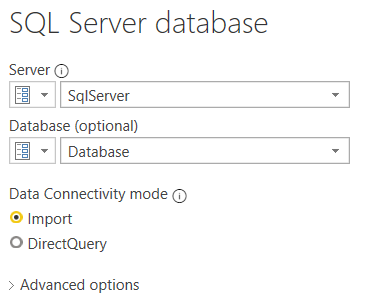 SQL Server database
Server
SqlServer
Database (optional)
Database
Data Connectivity mode
Import
DirectQuery
Advanced options